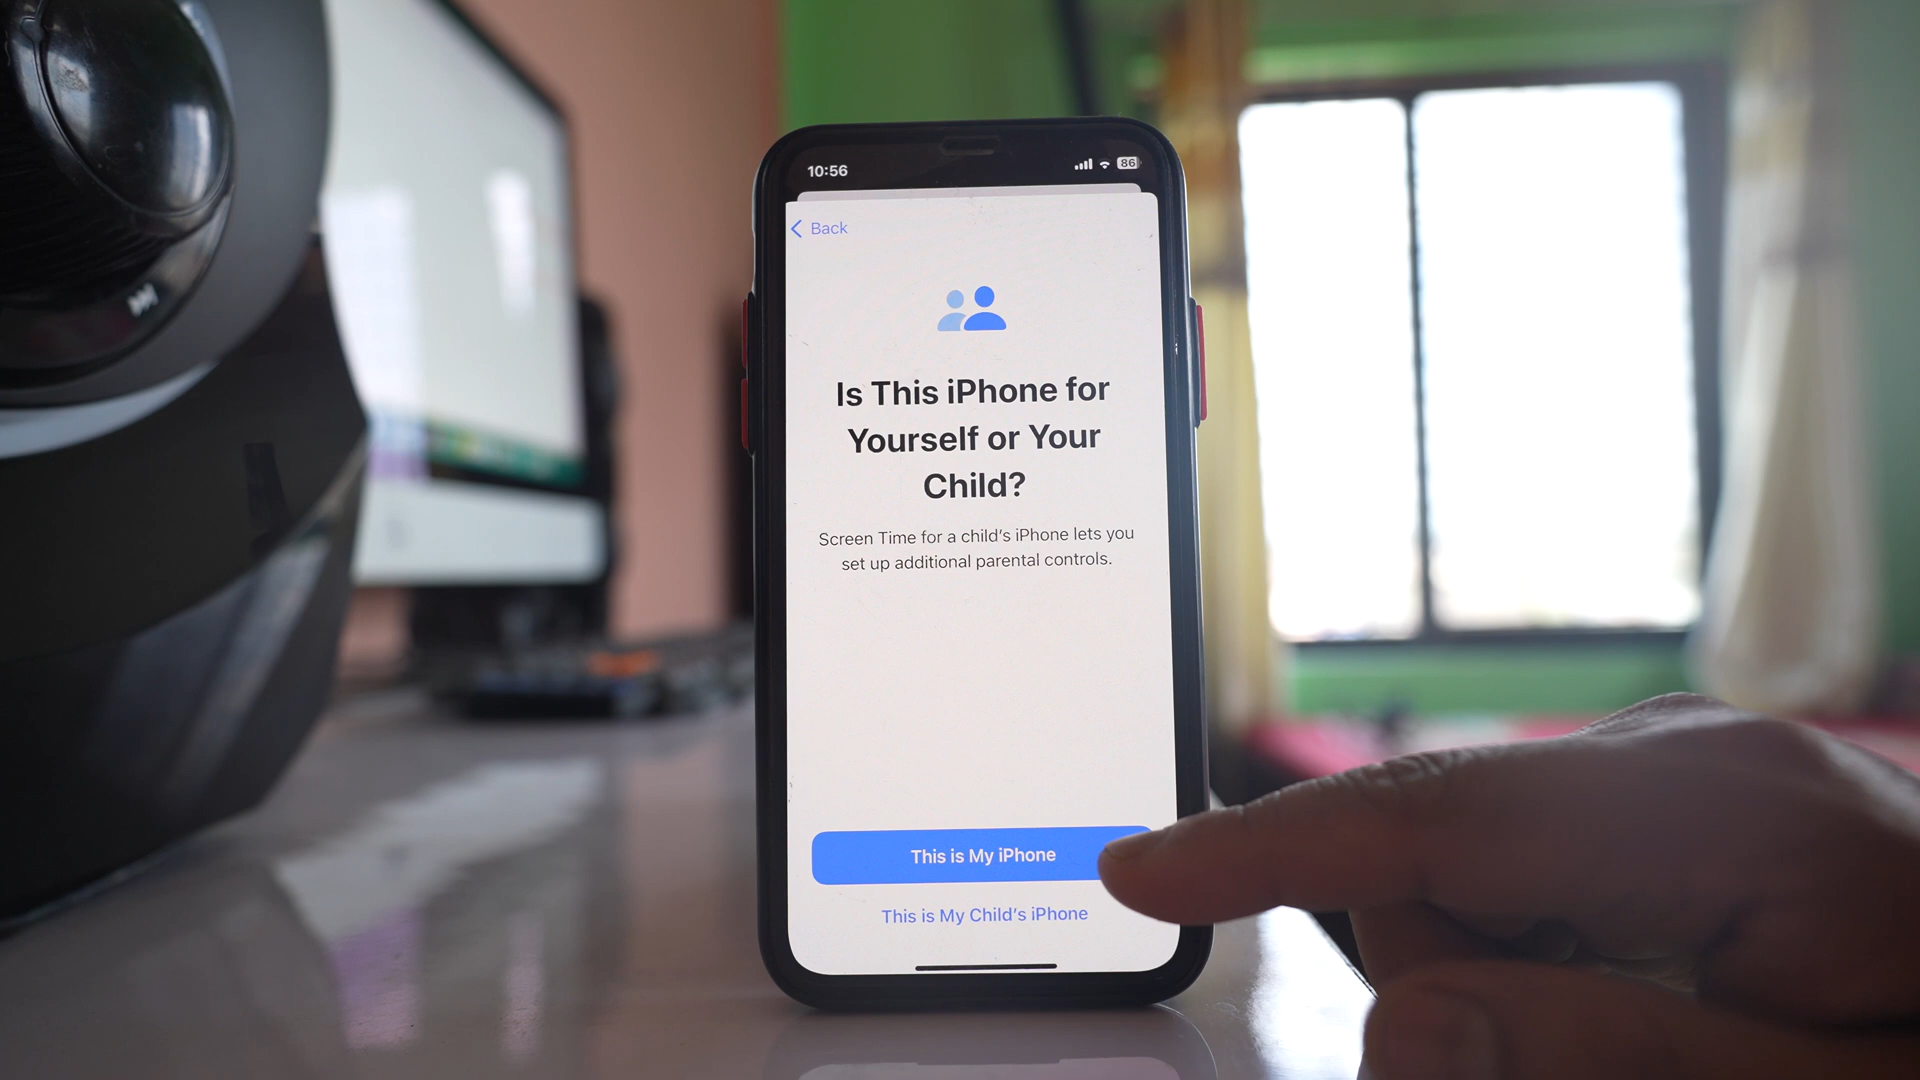 10:56
86
Back
Is This iPhone for
Yourself or Your
Child?
Screen Time for a child's iPhone lets you
set up additional parental controls.
This is My iPhone
This is My Child's iPhone